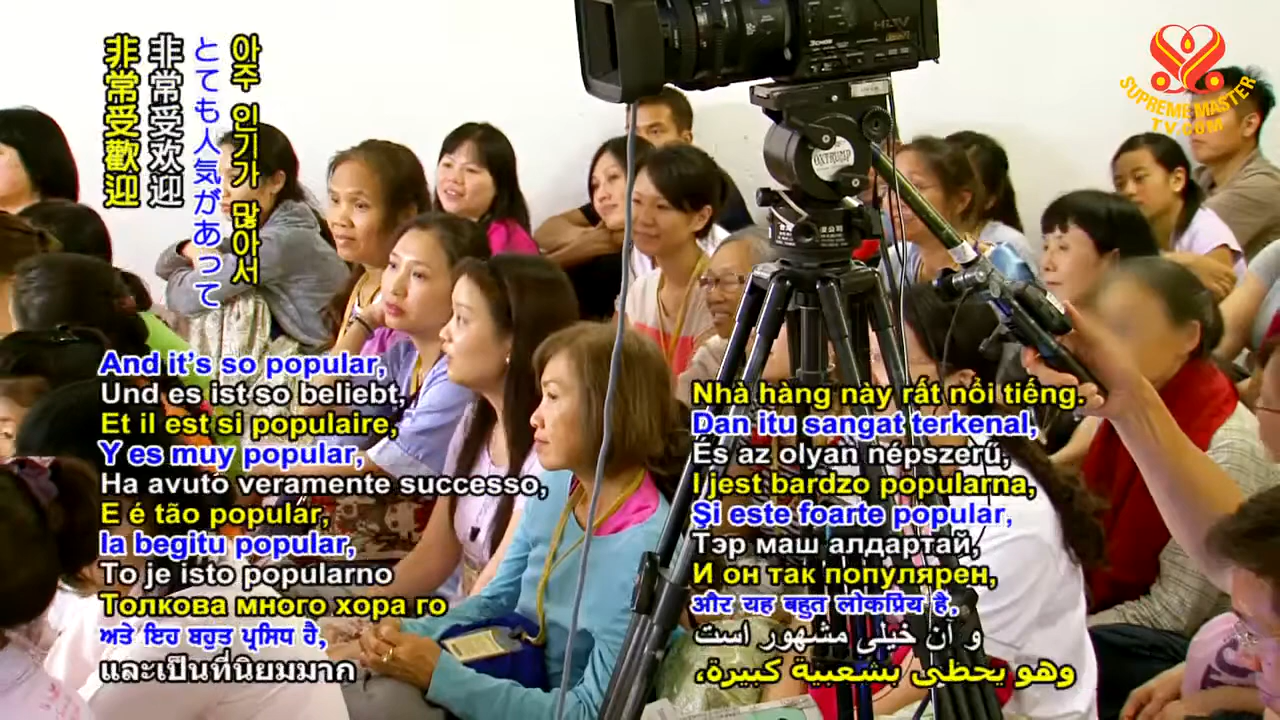 非常受歡迎
非常受欢迎
とても人気があって
아주 인기가 많아서
SUPREME MASTER
TV.COM
HDV
OXTRUMP
And it's so popular,
Und es ist so beliebt,
Et il est si populaire,
Y es muy popular,
Ha avuto veramente successo,
E é tão populár,
Ia begitu popular,
To je isto popularno
Толкова много хора го
ਅਤੇ ਇਹ ਬਹੁਤ ਪ੍ਰਸਿਧ ਹੈ,
และเป็นที่นิยมมาก
Nhà hàng này rất nổi tiếng.
Dan itu sangat terkenal,
És az olyan népszerű,
I jest bardzo popularna,
Şi este foarte popular,
Тэр маш алдартай,
И он так популярен,
और यह बहुत लोकप्रिय है,
و آن خیلی مشهور است
وهو يحظى بشعبية كبيرة،